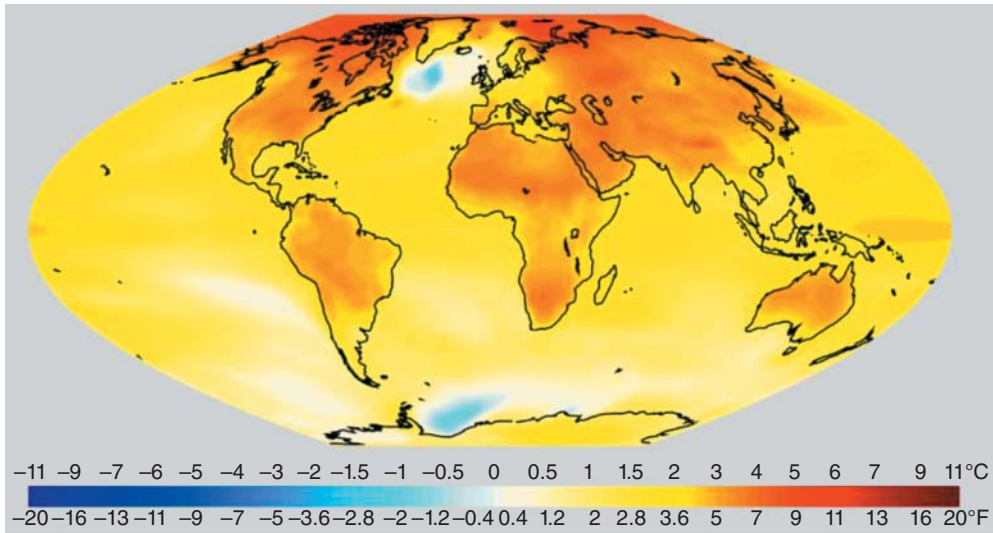 –11 –9 –7 –6 –5 –4 –3 –2 –1.5 –1 –0.5 0 0.5 1 1.5 2 3 4 5 6 7 9 11°C
–20–16 –13 –11 –9 –7 –5 –3.6–2.8 –2 –1.2–0.4 0.4 1.2 2 2.8 3.6 5 7 9 11 13 16 20°F